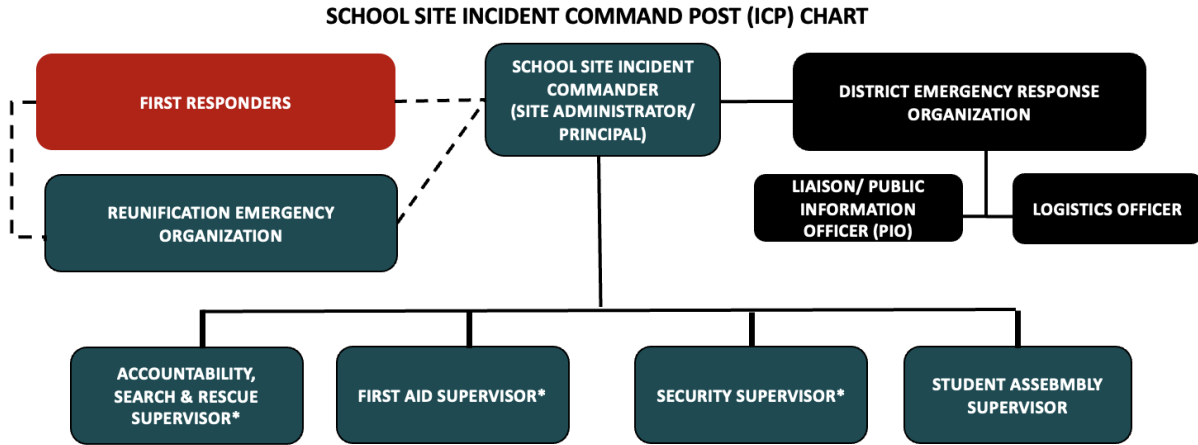 SCHOOL SITE INCIDENT COMMAND POST (ICP) CHART
FIRST RESPONDERS
SCHOOL SITE INCIDENT
COMMANDER
(SITE ADMINISTRATOR/
PRINCIPAL)
DISTRICT EMERGENCY RESPONSE
ORGANIZATION
REUNIFICATION EMERGENCY
ORGANIZATION
LIAISON/ PUBLIC
INFORMATION
OFFICER (PIO)
LOGISTICS OFFICER
ACCOUNTABILITY,
SEARCH & RESCUE
SUPERVISOR*
FIRST AID SUPERVISOR*
SECURITY SUPERVISOR*
STUDENT ASSEBMBLY
SUPERVISOR